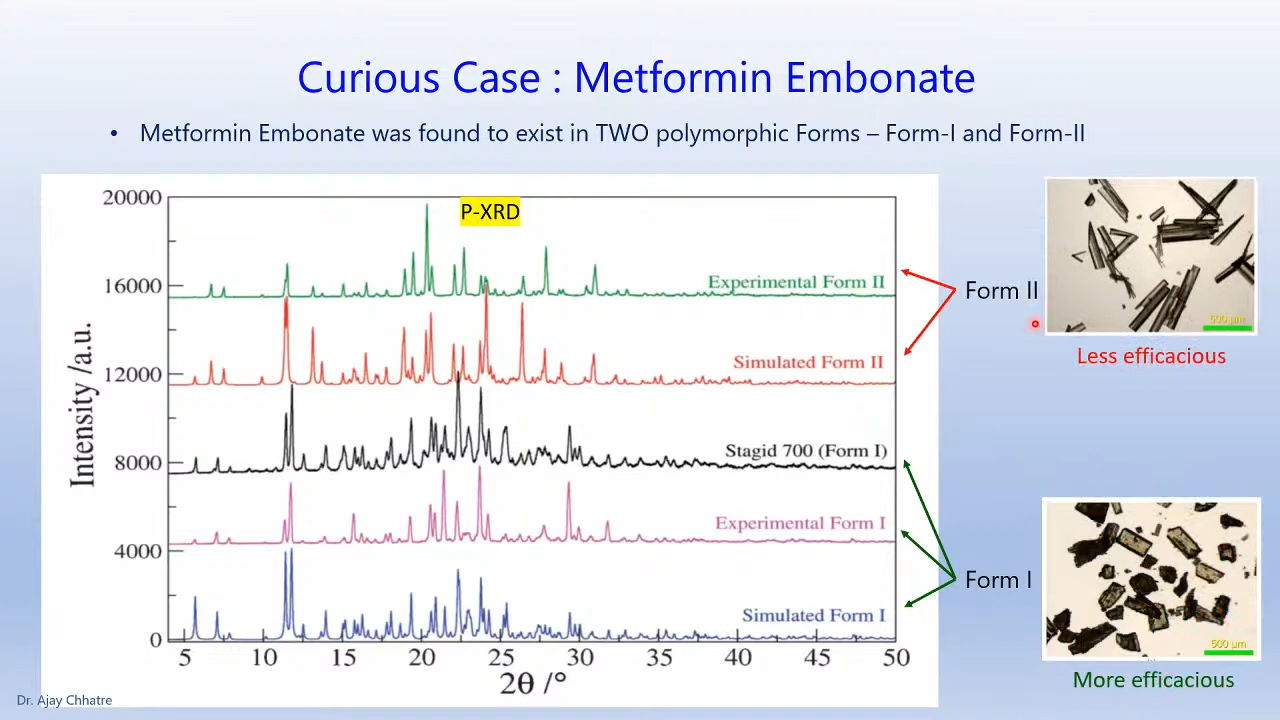 Curious Case : Metformin Embonate
• Metformin Embonate was found to exist in TWO polymorphic Forms – Form-I and Form-II
20000
16000
12000
8000
4000
0
Intensity /a.u.
P-XRD
Experimental Form II
Simulated Form II
Stagid 700 (Form I)
Experimental Form I
Simulated Form I
5 10 15 20 25 30 35 40 45 50
2θ /°
Form II
500 µm
Less efficacious
Form I
500 µm
More efficacious
Dr. Ajay Chhatre